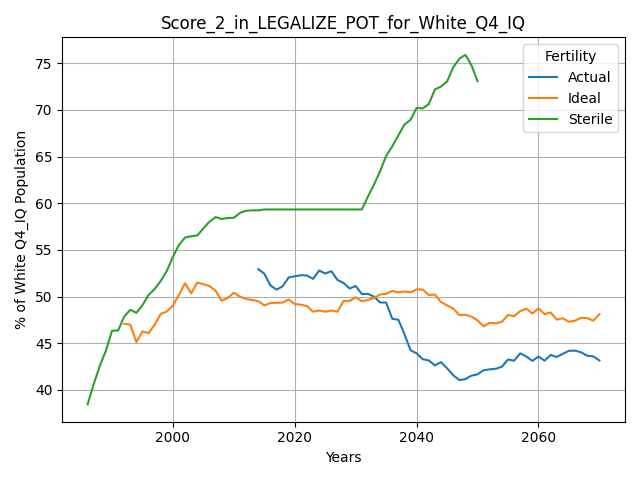 Score_2_in_LEGALIZE_POT_for_White_Q4_IQ
Fertility
Actual
Ideal
Sterile
% of White Q4_IQ Population
75
70
65
60
55
50
45
40
2000
2020
2040
2060
Years